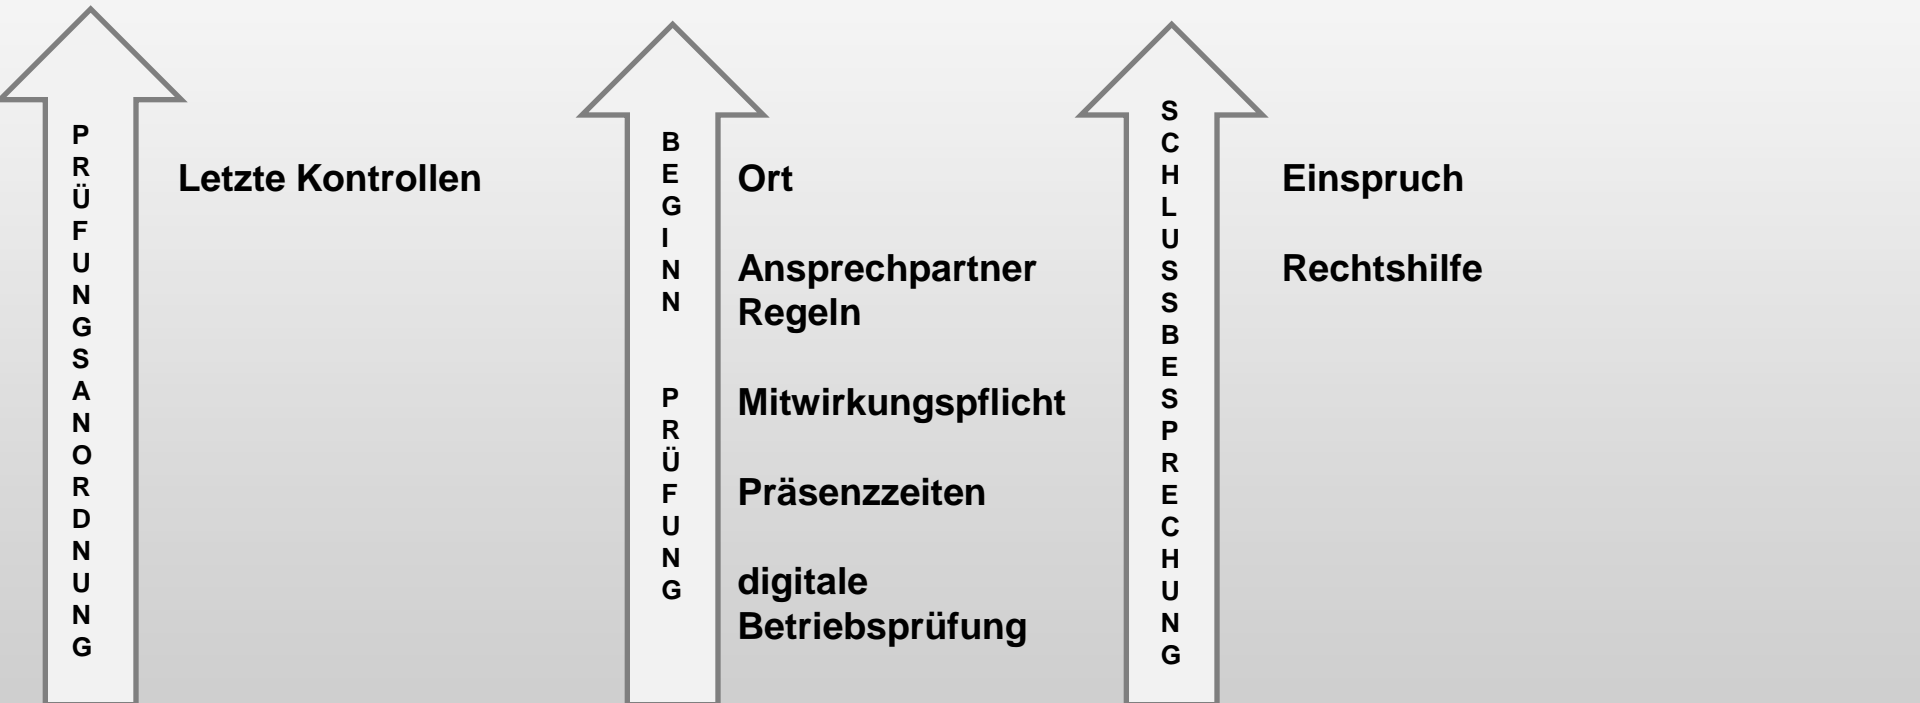 PRÜFUNGSANORDNUNG
Letzte Kontrollen
BEGINN PRÜFUNG
Ort
Ansprechpartner
Regeln
Mitwirkungspflicht
Präsenzzeiten
digitale
Betriebsprüfung
SCHLUSSBESPRECHUNG
Einspruch
Rechtshilfe